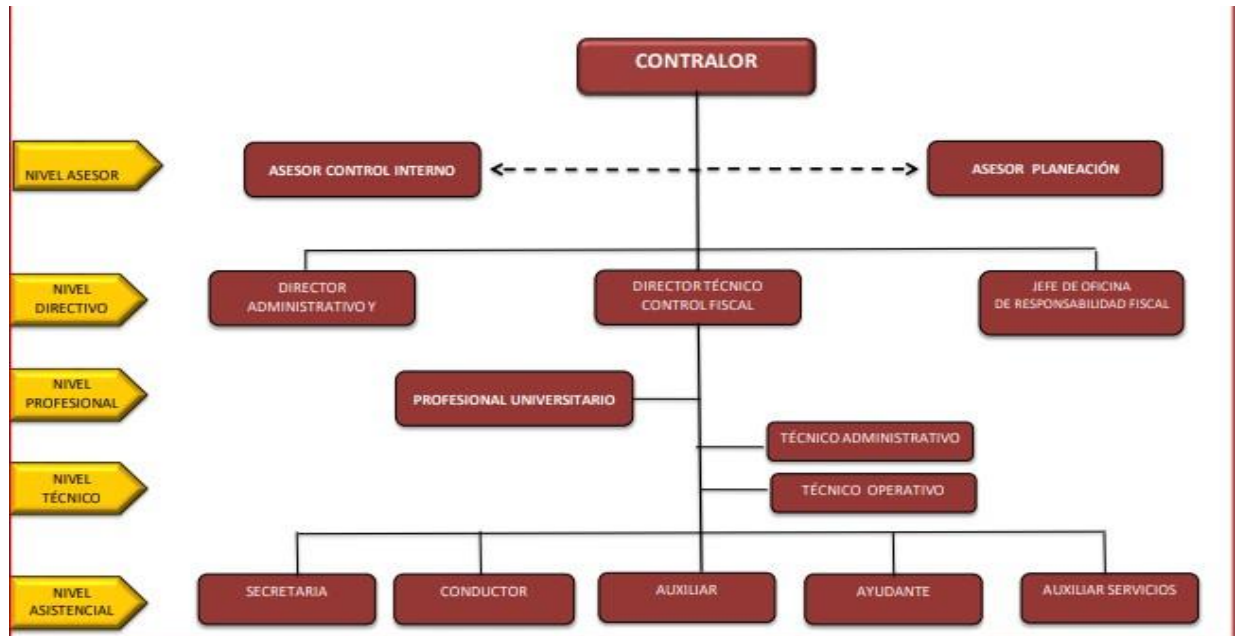 CONTRALOR
NIVEL ASESOR
ASESOR CONTROL INTERNO
ASESOR PLANEACIÓN
NIVEL
DIRECTIVO
DIRECTOR
ADMINISTRATIVO Y
DIRECTOR TÉCNICO
CONTROL FISCAL
JEFE DE OFICINA
DE RESPONSABILIDAD FISCAL
NIVEL
PROFESIONAL
PROFESIONAL UNIVERSITARIO
TÉCNICO ADMINISTRATIVO
NIVEL
TÉCNICO
TÉCNICO OPERATIVO
NIVEL
ASISTENCIAL
SECRETARIA
CONDUCTOR
AUXILIAR
AYUDANTE
AUXILIAR SERVICIOS